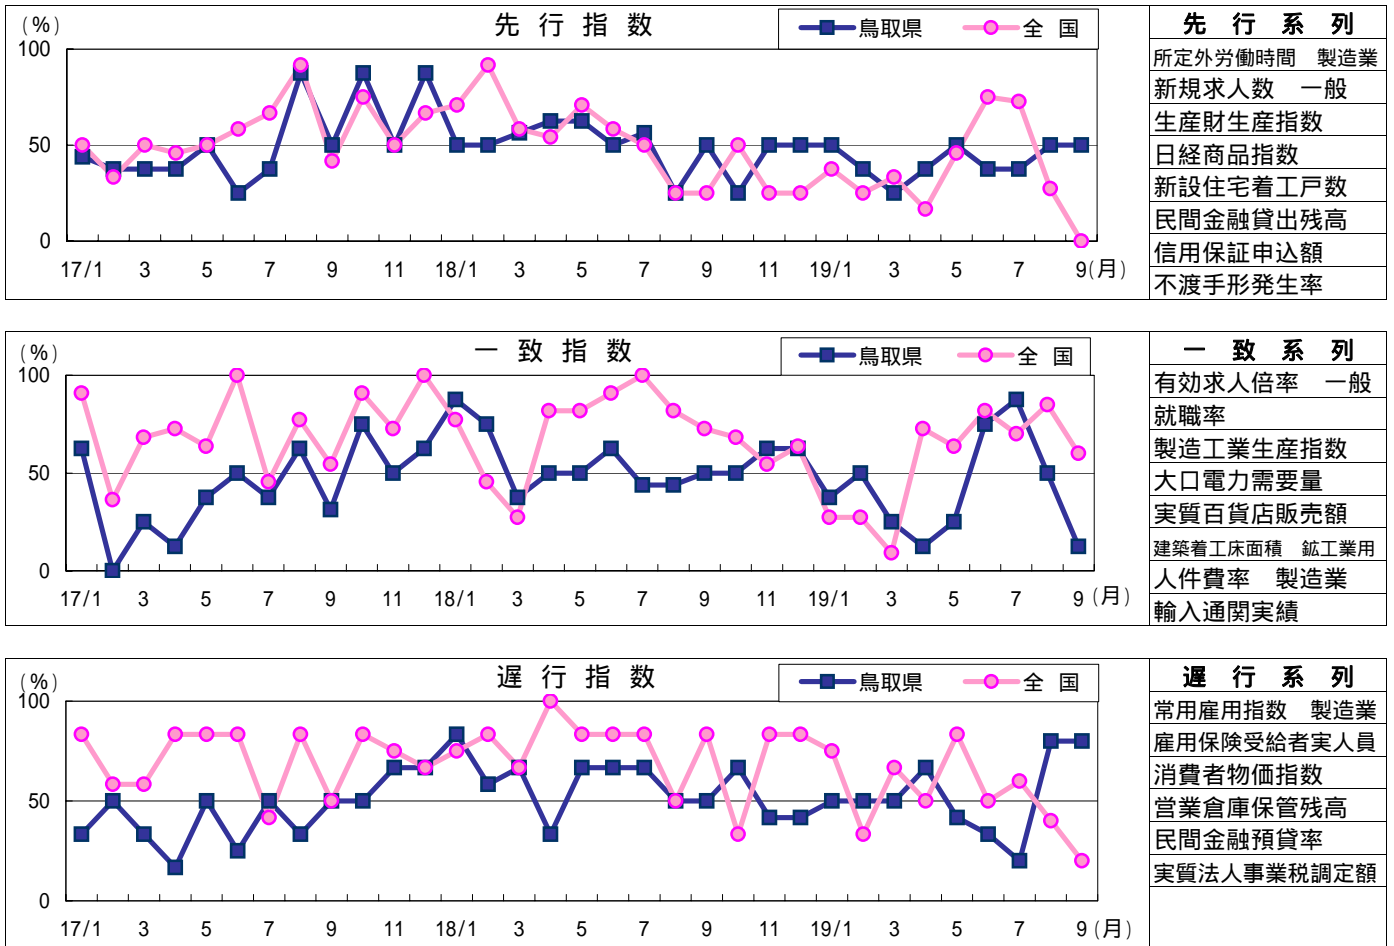 (%)
先 行 指 数
鳥取県
全 国
100
50
0
17/1 3 5 7 9 11 18/1 3 5 7 9 11 19/1 3 5 7 9(月)
先 行 系 列
所定外労働時間 製造業
新規求人数 一般
生産財生産指数
日経商品指数
新設住宅着工戸数
民間金融貸出残高
信用保証申込額
不渡手形発生率
(%)
一 致 指 数
鳥取県
全 国
100
50
0
17/1 3 5 7 9 11 18/1 3 5 7 9 11 19/1 3 5 7 9(月)
一 致 系 列
有効求人倍率 一般
就職率
製造工業生産指数
大口電力需要量
実質百貨店販売額
建築着工床面積 鉱工業用
人件費率 製造業
輸入通関実績
(%)
遅 行 指 数
鳥取県
全 国
100
50
0
17/1 3 5 7 9 11 18/1 3 5 7 9 11 19/1 3 5 7 9(月)
遅 行 系 列
常用雇用指数 製造業
雇用保険受給者実人員
消費者物価指数
営業倉庫保管残高
民間金融預貸率
実質法人事業税調定額